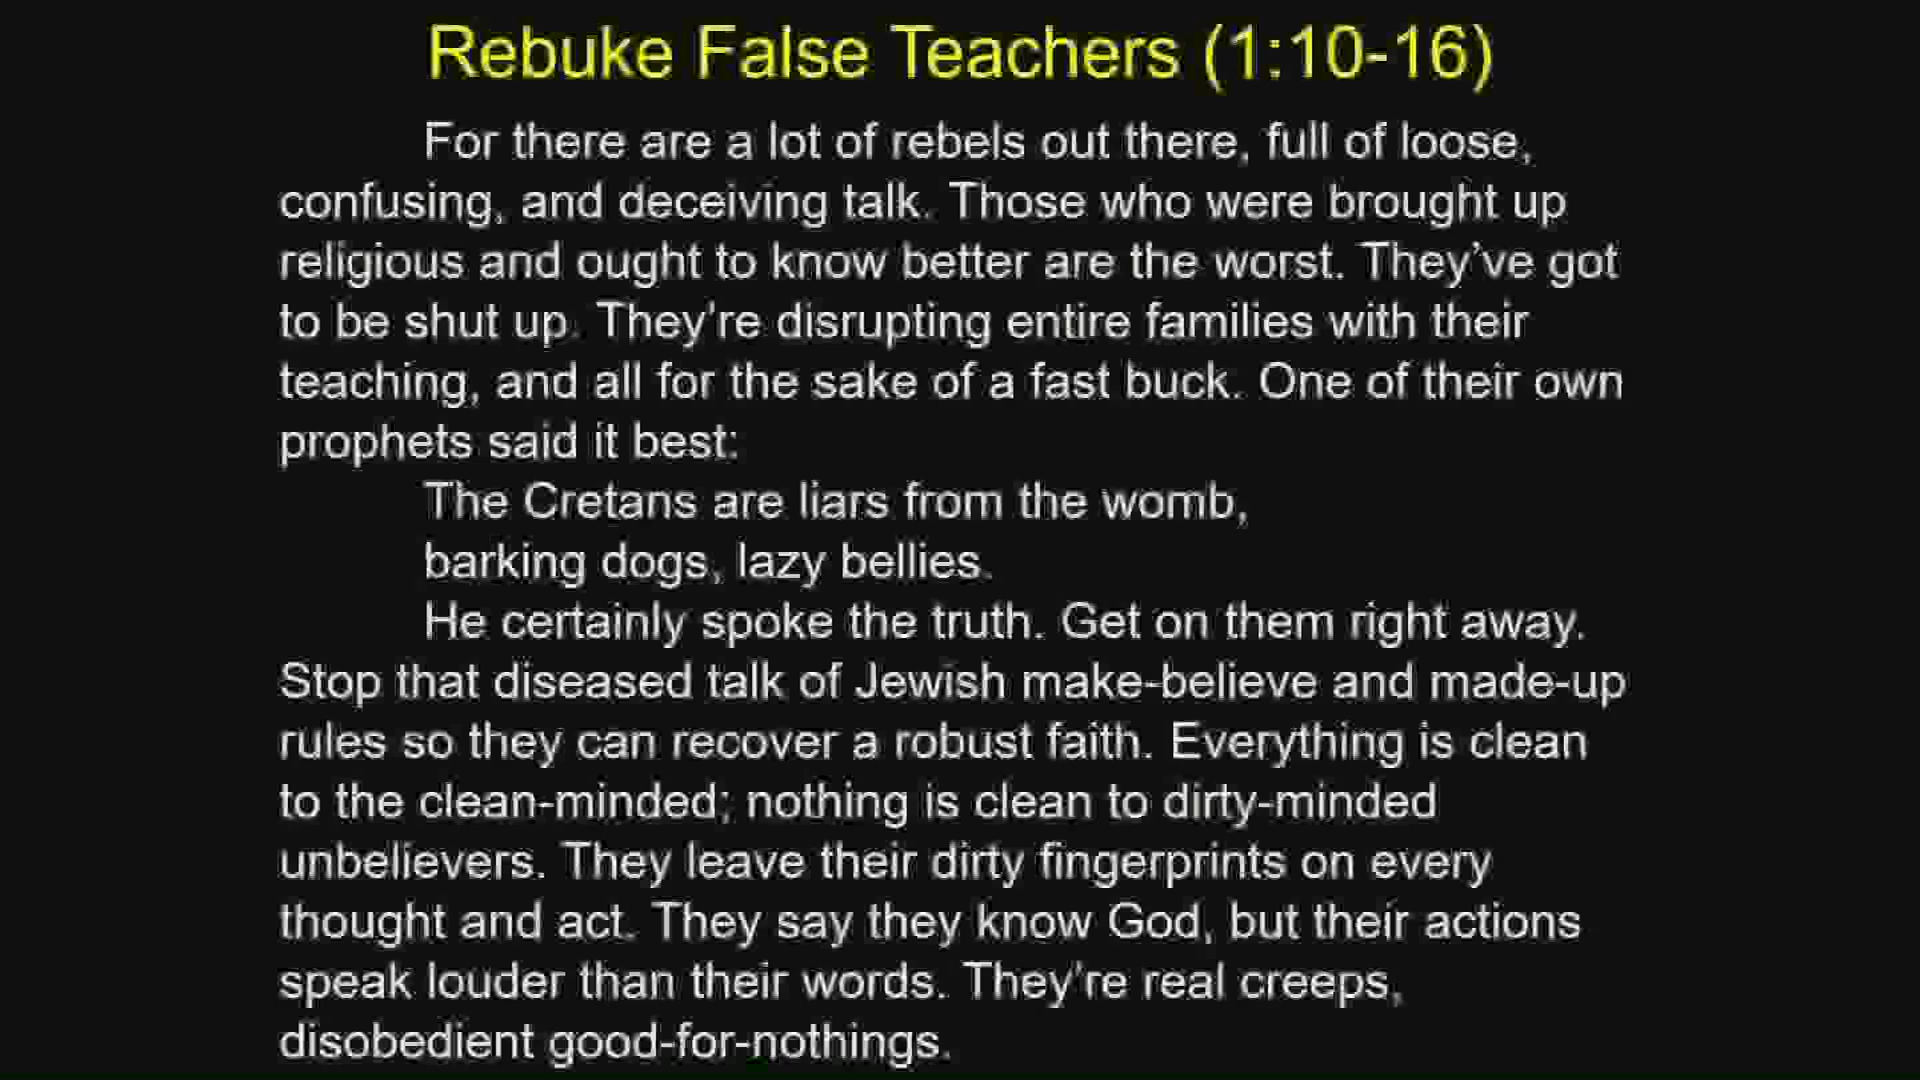 Rebuke False Teachers (1:10-16)
For there are a lot of rebels out there, full of loose,
confusing, and deceiving talk. Those who were brought up
religious and ought to know better are the worst. They've got
to be shut up. They're disrupting entire families with their
teaching, and all for the sake of a fast buck. One of their own
prophets said it best:
The Cretans are liars from the womb,
barking dogs, lazy bellies.
He certainly spoke the truth. Get on them right away.
Stop that diseased talk of Jewish make-believe and made-up
rules so they can recover a robust faith. Everything is clean
to the clean-minded; nothing is clean to dirty-minded
unbelievers. They leave their dirty fingerprints on every
thought and act. They say they know God, but their actions
speak louder than their words. They're real creeps,
disobedient good-for-nothings.